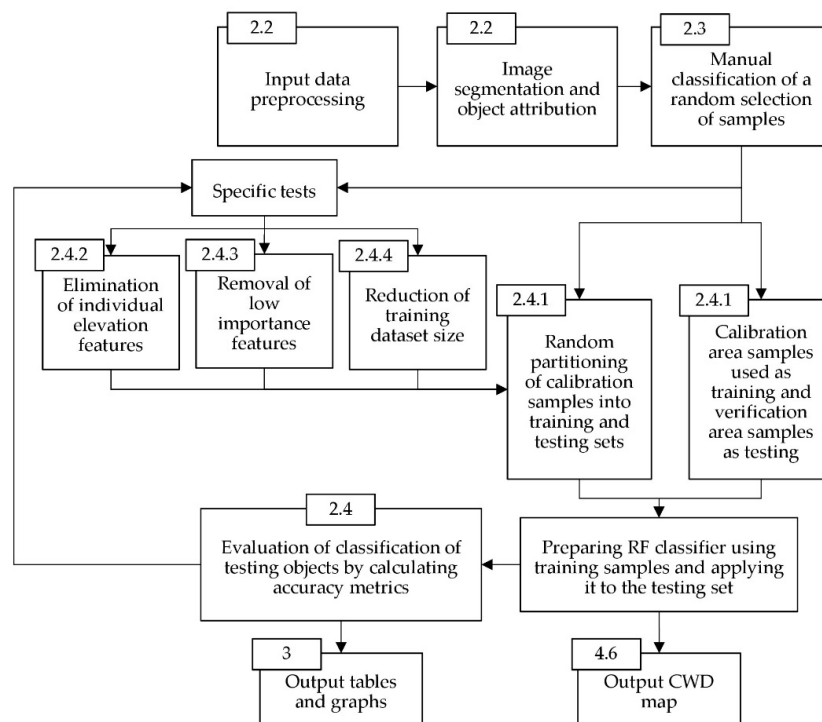 2.2
Input data
preprocessing
2.2
Image
segmentation and
object attribution
2.3
Manual
classification of a
random selection
of samples
Specific tests
2.4.2
Elimination
of individual
elevation
features
2.4.3
Removal of
low
importance
features
2.4.4
Reduction of
training
dataset size
2.4.1
Random
partitioning
of calibration
samples into
training and
testing sets
2.4.1
Calibration
area samples
used as
training and
verification
area samples
as testing
2.4
Evaluation of classification of
testing objects by calculating
accuracy metrics
Preparing RF classifier using
training samples and applying
it to the testing set
3
Output tables
and graphs
4.6
Output CWD
map